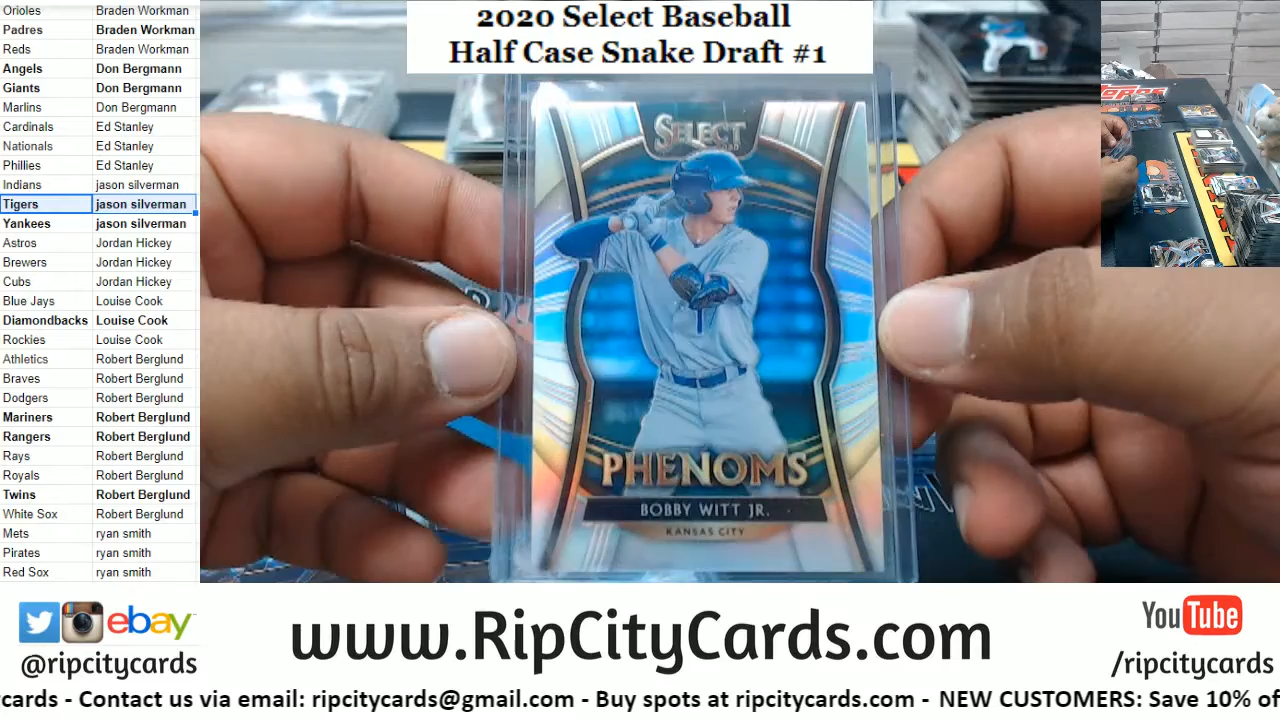 2020 Select Baseball
Half Case Snake Draft #1
Orioles Braden Workman
Padres Braden Workman
Reds Braden Workman
Angels Don Bergmann
Giants Don Bergmann
Marlins Don Bergmann
Cardinals Ed Stanley
Nationals Ed Stanley
Phillies Ed Stanley
Indians jason silverman
Tigers jason silverman
Yankees jason silverman
Astros Jordan Hickey
Brewers Jordan Hickey
Cubs Jordan Hickey
Blue Jays Louise Cook
Diamondbacks Louise Cook
Rockies Louise Cook
Athletics Robert Berglund
Braves Robert Berglund
Dodgers Robert Berglund
Mariners Robert Berglund
Rangers Robert Berglund
Rays Robert Berglund
Royals Robert Berglund
Twins Robert Berglund
White Sox Robert Berglund
Mets ryan smith
Pirates ryan smith
Red Sox ryan smith
SELECT
PHENOMS
BOBBY WITT JR.
KANSAS CITY
topps
ebay
@ripcitycards
www.RipCityCards.com
YouTube
/ripcitycards
cards - Contact us via email: ripcitycards@gmail.com - Buy spots at ripcitycards.com - NEW CUSTOMERS: Save 10% of